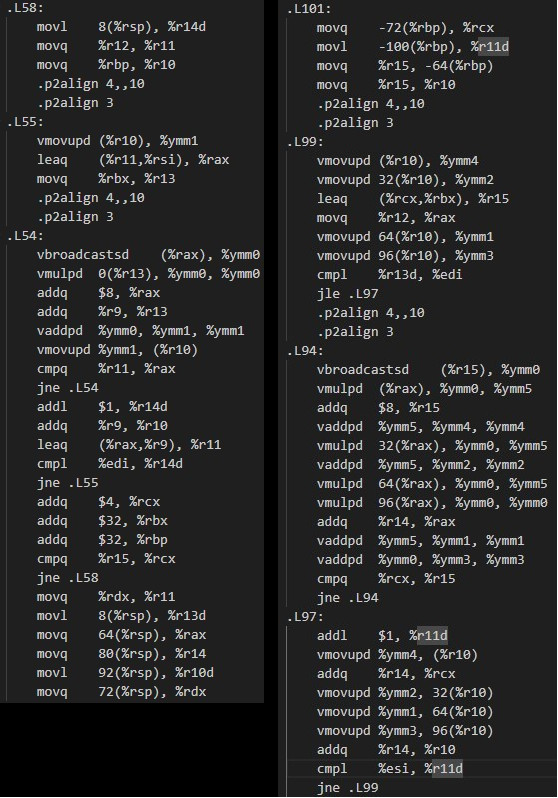 .L58:
movl 8(%rsp), %r14d
movq %r12, %r11
movq %rbp, %r10
.p2align 4,,10
.p2align 3
.L55:
vmovupd (%r10), %ymm1
leaq (%r11,%rsi), %rax
movq %rbx, %r13
.p2align 4,,10
.p2align 3
.L54:
vbroadcastsd (%rax), %ymm0
vmulpd 0(%r13), %ymm0, %ymm0
addq $8, %rax
addq %r9, %r13
vaddpd %ymm0, %ymm1, %ymm1
vmovupd %ymm1, (%r10)
cmpq %r11, %rax
jne .L54
addl $1, %r14d
addq %r9, %r10
leaq (%rax,%r9), %r11
cmpl %edi, %r14d
jne .L55
addq $4, %rcx
addq $32, %rbx
addq $32, %rbp
cmpq %r15, %rcx
jne .L58
movq %rdx, %r11
movl 8(%rsp), %r13d
movq 64(%rsp), %rax
movq 80(%rsp), %r14
movl 92(%rsp), %r10d
movq 72(%rsp), %rdx
.L101:
movq -72(%rbp), %rcx
movl -100(%rbp), %r11d
movq %r15, -64(%rbp)
movq %r15, %r10
.p2align 4,,10
.p2align 3
.L99:
vmovupd (%r10), %ymm4
vmovupd 32(%r10), %ymm2
leaq (%rcx,%rbx), %r15
movq %r12, %rax
vmovupd 64(%r10), %ymm1
vmovupd 96(%r10), %ymm3
cmpl %r13d, %edi
jle .L97
.p2align 4,,10
.p2align 3
.L94:
vbroadcastsd (%r15), %ymm0
vmulpd (%rax), %ymm0, %ymm5
addq $8, %r15
vaddpd %ymm5, %ymm4, %ymm4
vmulpd 32(%rax), %ymm0, %ymm5
vaddpd %ymm5, %ymm2, %ymm2
vmulpd 64(%rax), %ymm0, %ymm5
vmulpd 96(%rax), %ymm0, %ymm0
addq %r14, %rax
vaddpd %ymm5, %ymm1, %ymm1
vaddpd %ymm0, %ymm3, %ymm3
cmpq %rcx, %r15
jne .L94
.L97:
addl $1, %r11d
vmovupd %ymm4, (%r10)
addq %r14, %rcx
vmovupd %ymm2, 32(%r10)
vmovupd %ymm1, 64(%r10)
vmovupd %ymm3, 96(%r10)
addq %r14, %r10
cmpl %esi, %r11d
jne .L99